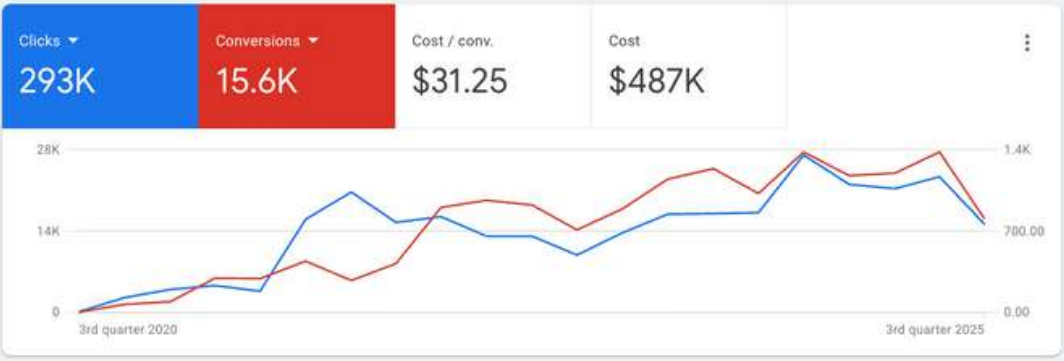 Clicks
Conversions
Cost / conv.
Cost
293K
15.6K
$31.25
$487K
28K
1.4K
14K
700.00
0
0.00
3rd quarter 2020
3rd quarter 2025